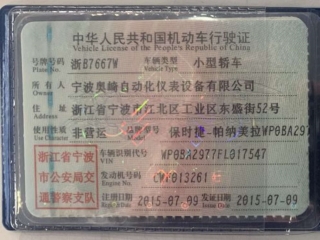 中华人民共和国机动车行驶证
Vehicle License of the People's Republic of China
号牌号码 浙B7667W 车辆类型 小型轿车
Plate No. Vehicle Type
所有人 宁波奥崎自动化仪表设备有限公司
Owner
住址 浙江省宁波市江北区工业区东盛街52号
Address
使用性质 非营运 品牌型号 保时捷-帕纳美拉WP0BA297
Use Character Model
浙江省宁波市公安局交通警察支队
车辆识别代号 WP0BA2977FL017547
VIN
发动机号码 CWF013261
Engine No.
注册日期 2015-07-09 发证日期 2015-07-09
Register Date Issue Date